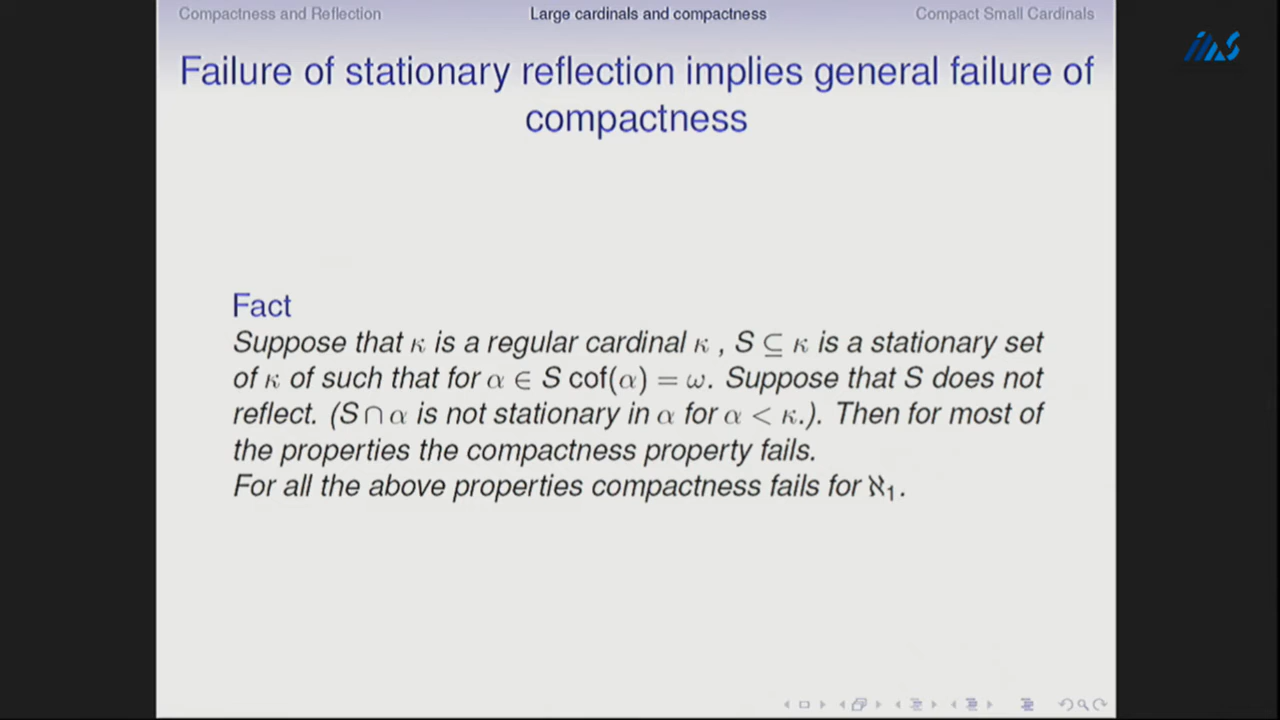 Compactness and Reflection
Large cardinals and compactness
Compact Small Cardinals
ims
Failure of stationary reflection implies general failure of
compactness
Fact
Suppose that κ is a regular cardinal κ , S ⊆ κ is a stationary set
of κ of such that for α ∈ S cof(α) = ω. Suppose that S does not
reflect. (S ∩ α is not stationary in α for α < κ.). Then for most of
the properties the compactness property fails.
For all the above properties compactness fails for ℵ₁.